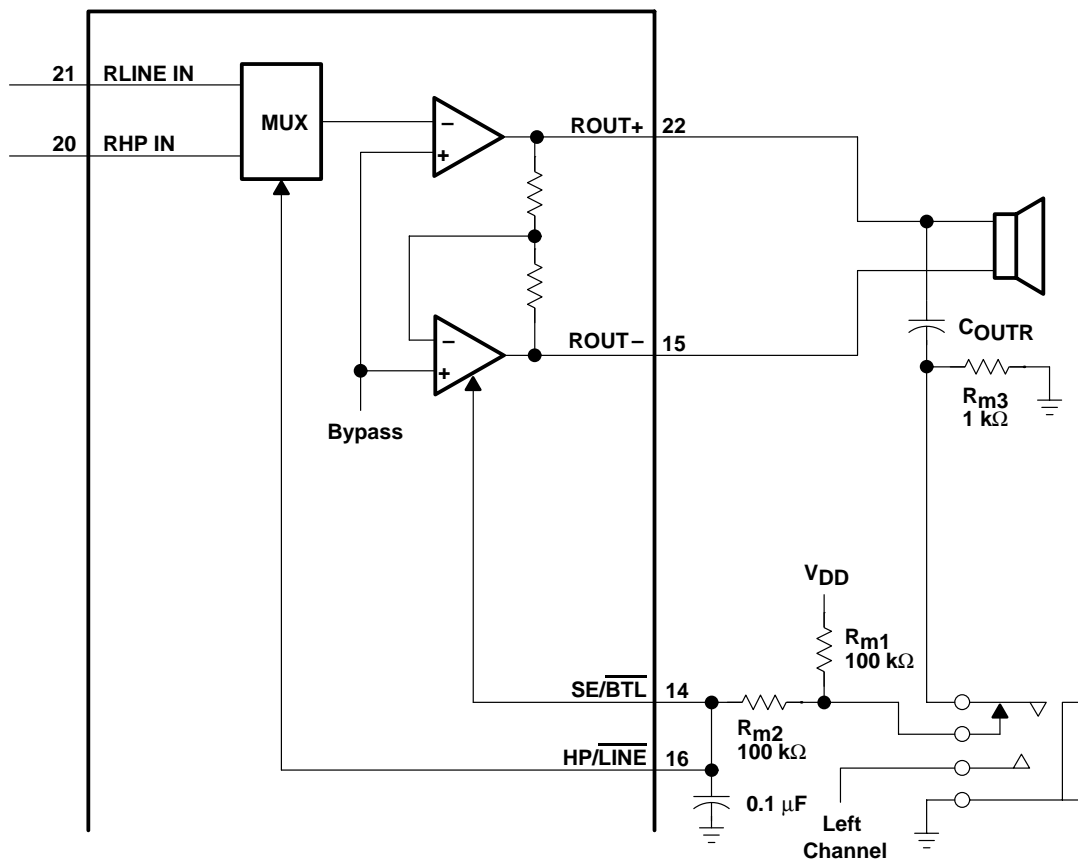 21 RLINE IN
20 RHP IN
MUX
−
+
ROUT+ 22
−
+
ROUT− 15
Bypass
COUTR
Rm3
1 kΩ
VDD
Rm1
100 kΩ
SE/BTL 14
Rm2
100 kΩ
HP/LINE 16
0.1 μF
Left
Channel